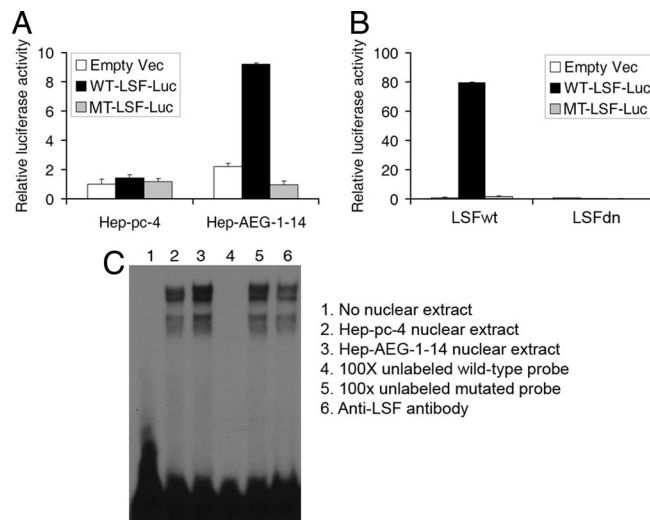 A
Relative luciferase activity
10
8
6
4
2
0
Empty Vec
WT-LSF-Luc
MT-LSF-Luc
Hep-pc-4
Hep-AEG-1-14
B
Relative luciferase activity
100
80
60
40
20
0
Empty Vec
WT-LSF-Luc
MT-LSF-Luc
LSFwt
LSFdn
C
1 2 3 4 5 6
1. No nuclear extract
2. Hep-pc-4 nuclear extract
3. Hep-AEG-1-14 nuclear extract
4. 100X unlabeled wild-type probe
5. 100x unlabeled mutated probe
6. Anti-LSF antibody